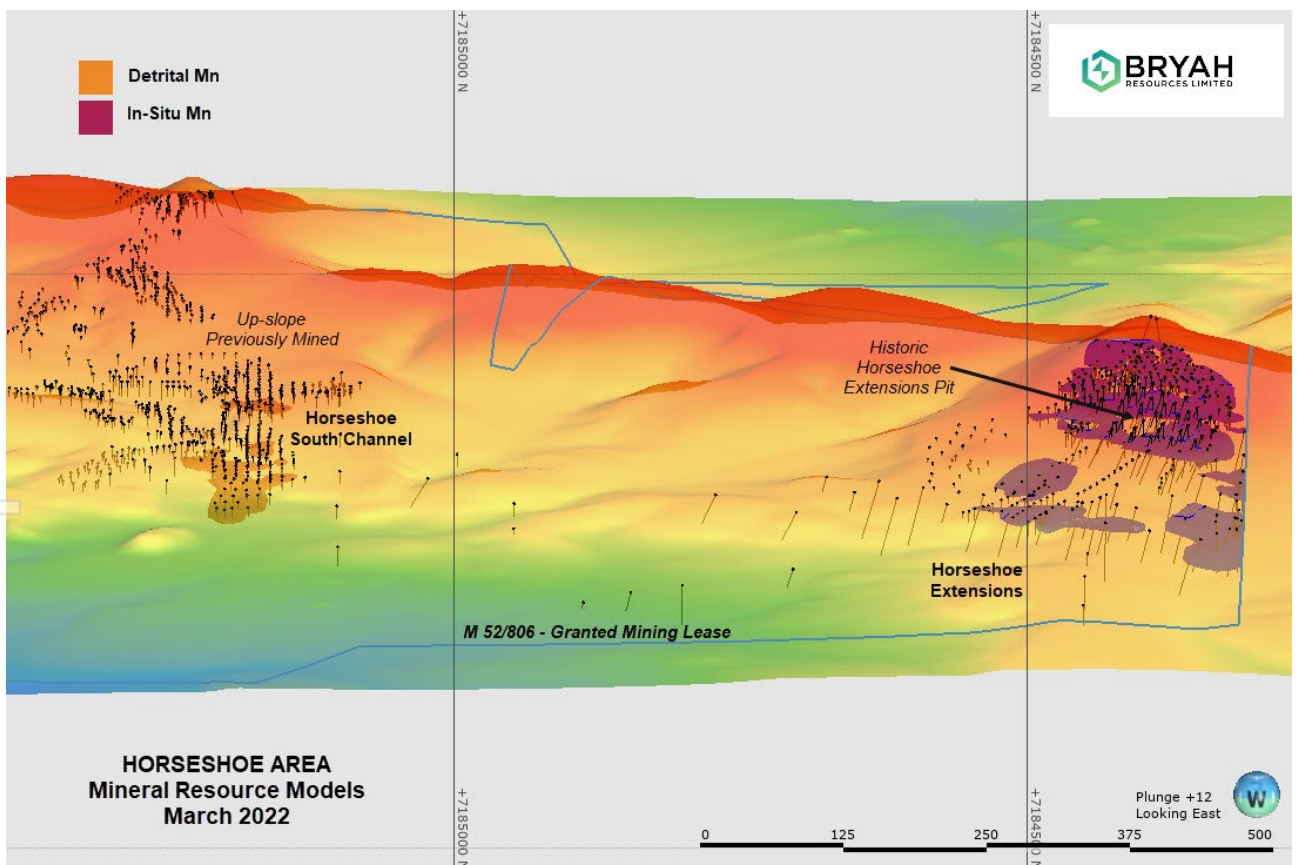 +7185000 N
+7184500 N
BRYAH
RESOURCES LIMITED
Detrital Mn
In-Situ Mn
Up-slope
Previously Mined
Historic
Horseshoe
Extensions Pit
Horseshoe
South Channel
Horseshoe
Extensions
M 52/806 - Granted Mining Lease
HORSESHOE AREA
Mineral Resource Models
March 2022
+7185000 N
+7184500 N
Plunge +12
Looking East
W
0 125 250 375 500